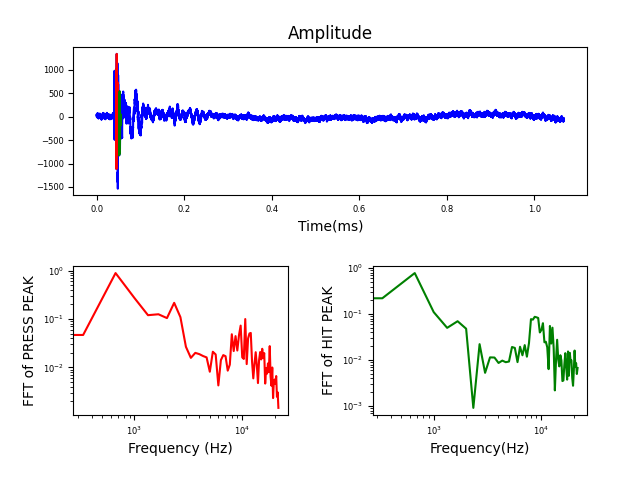 Amplitude
1000
500
0
−500
−1000
−1500
0.0 0.2 0.4 0.6 0.8 1.0
Time(ms)
FFT of PRESS PEAK
10⁰
10⁻¹
10⁻²
10³ 10⁴
Frequency (Hz)
FFT of HIT PEAK
10⁰
10⁻¹
10⁻²
10⁻³
10³ 10⁴
Frequency(Hz)